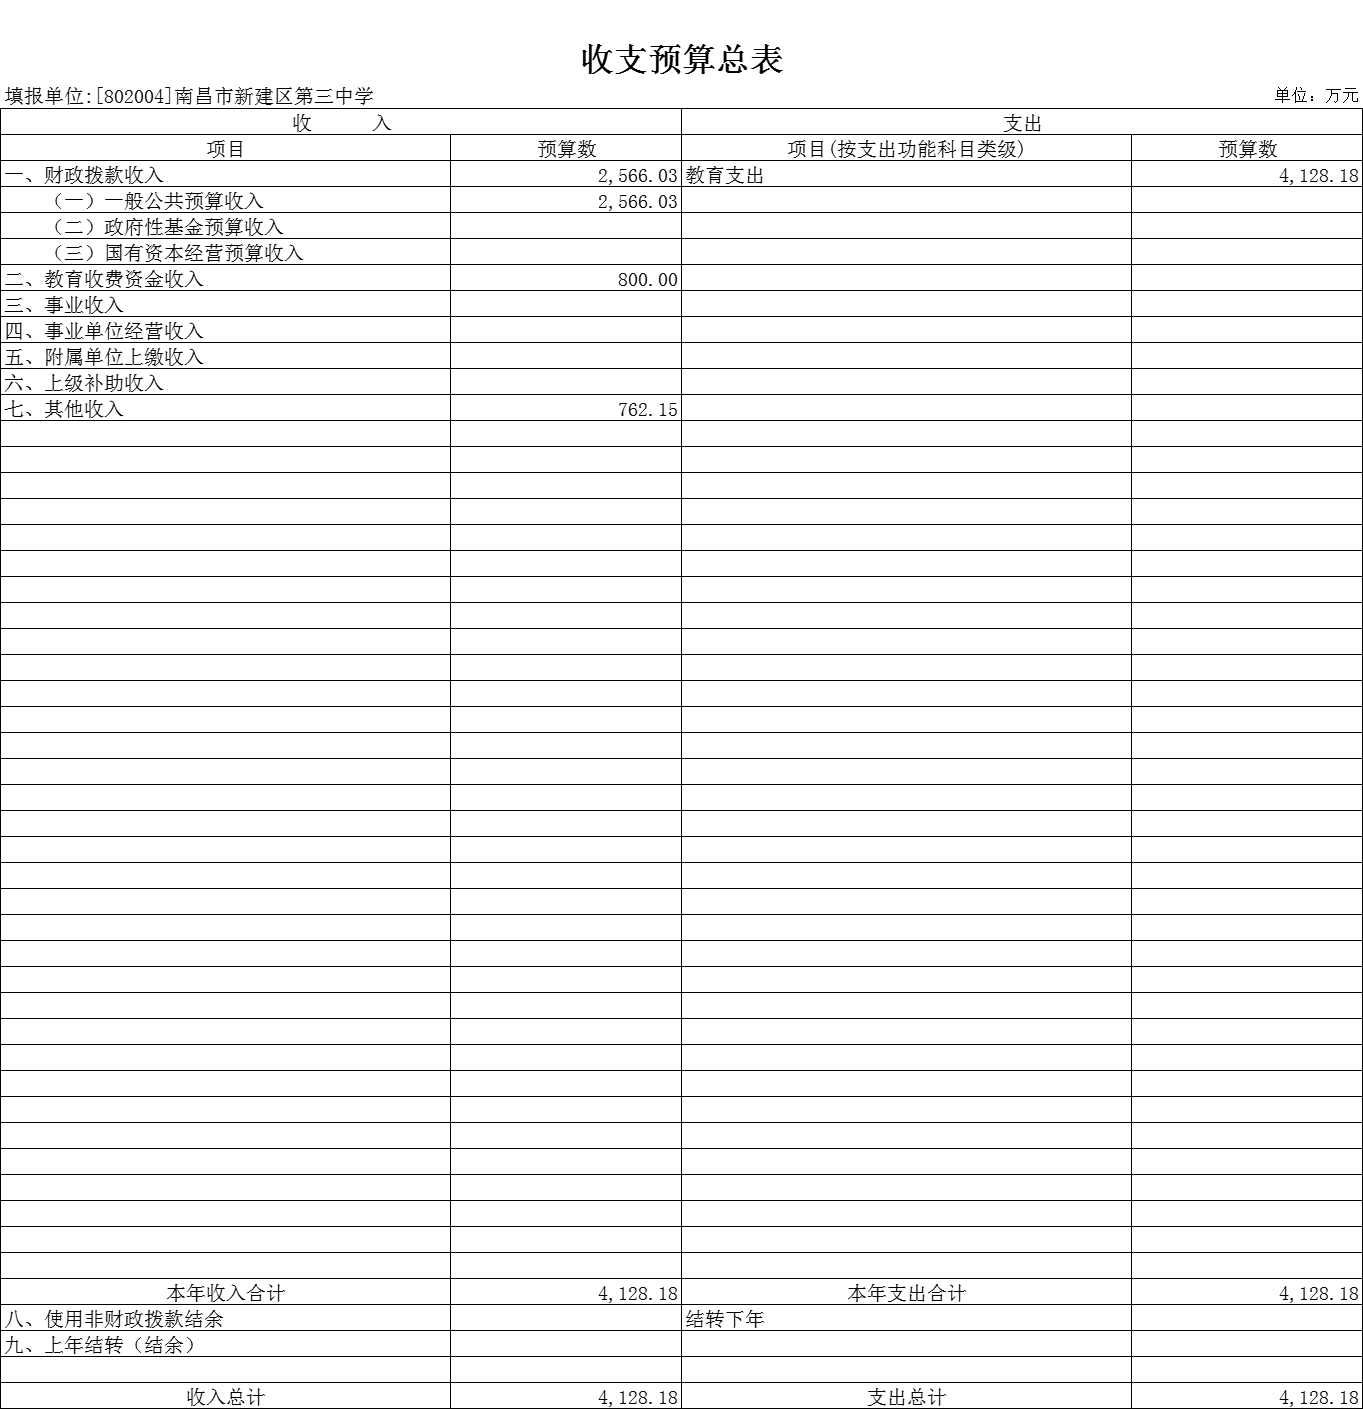 收支预算总表
填报单位:[802004]南昌市新建区第三中学 单位：万元
收 入 支出
项目 预算数 项目(按支出功能科目类级) 预算数
一、财政拨款收入 2,566.03 教育支出 4,128.18
（一）一般公共预算收入 2,566.03
（二）政府性基金预算收入
（三）国有资本经营预算收入
二、教育收费资金收入 800.00
三、事业收入
四、事业单位经营收入
五、附属单位上缴收入
六、上级补助收入
七、其他收入 762.15
本年收入合计 4,128.18 本年支出合计 4,128.18
八、使用非财政拨款结余 结转下年
九、上年结转（结余）
收入总计 4,128.18 支出总计 4,128.18